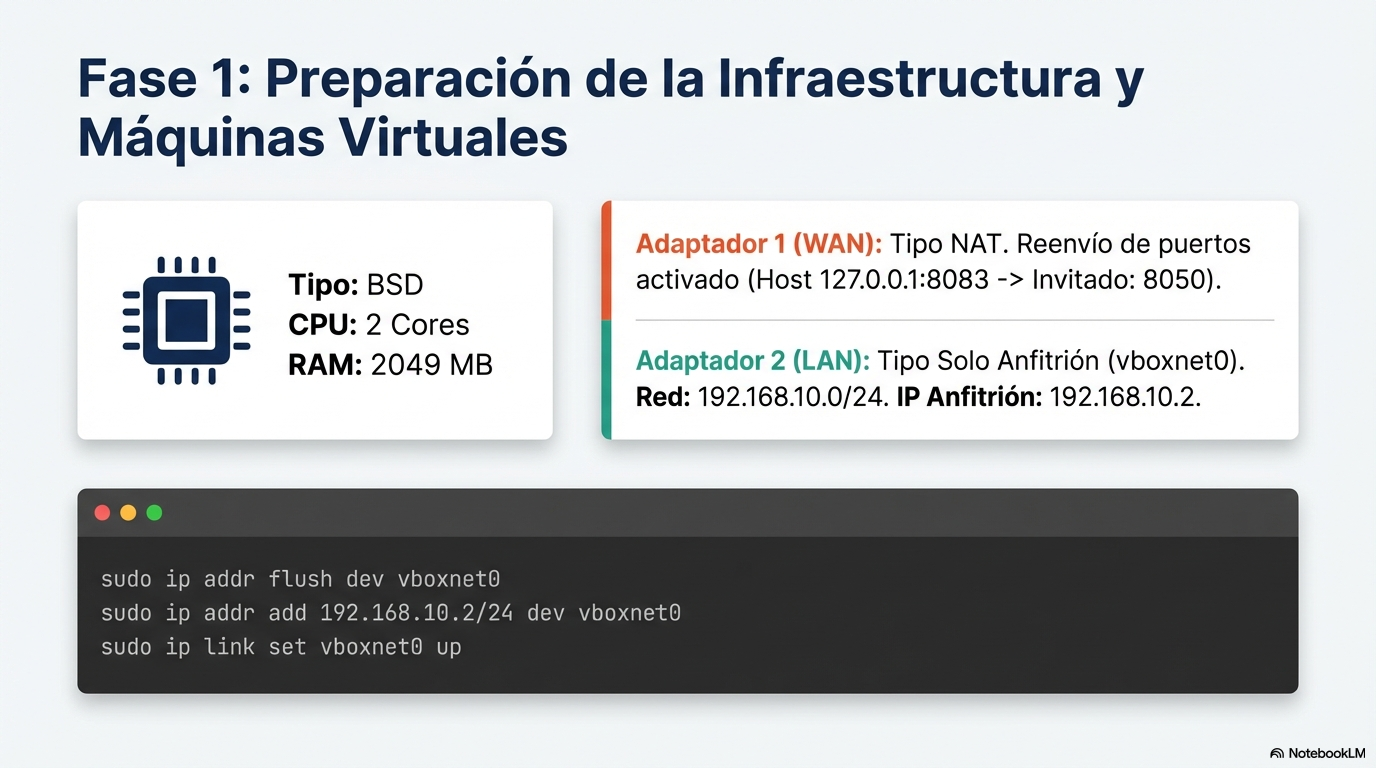 Fase 1: Preparación de la Infraestructura y
Máquinas Virtuales
Tipo: BSD
CPU: 2 Cores
RAM: 2049 MB
Adaptador 1 (WAN): Tipo NAT. Reenvío de puertos
activado (Host 127.0.0.1:8083 -> Invitado: 8050).
Adaptador 2 (LAN): Tipo Solo Anfitrión (vboxnet0).
Red: 192.168.10.0/24. IP Anfitrión: 192.168.10.2.
sudo ip addr flush dev vboxnet0
sudo ip addr add 192.168.10.2/24 dev vboxnet0
sudo ip link set vboxnet0 up
NotebookLM